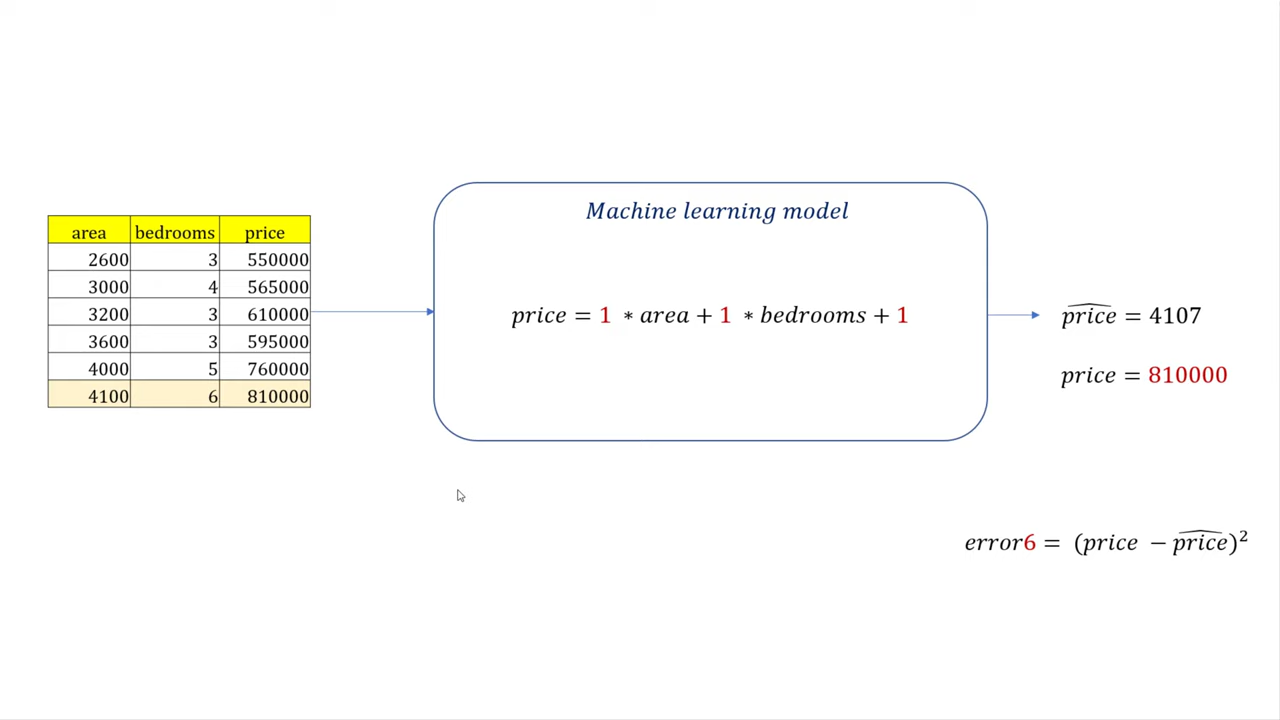 Machine learning model
area bedrooms price
2600 3 550000
3000 4 565000
3200 3 610000
3600 3 595000
4000 5 760000
4100 6 810000
price = 1 * area + 1 * bedrooms + 1
\widehat{price} = 4107
price = 810000
error6 = (price − \widehat{price})²